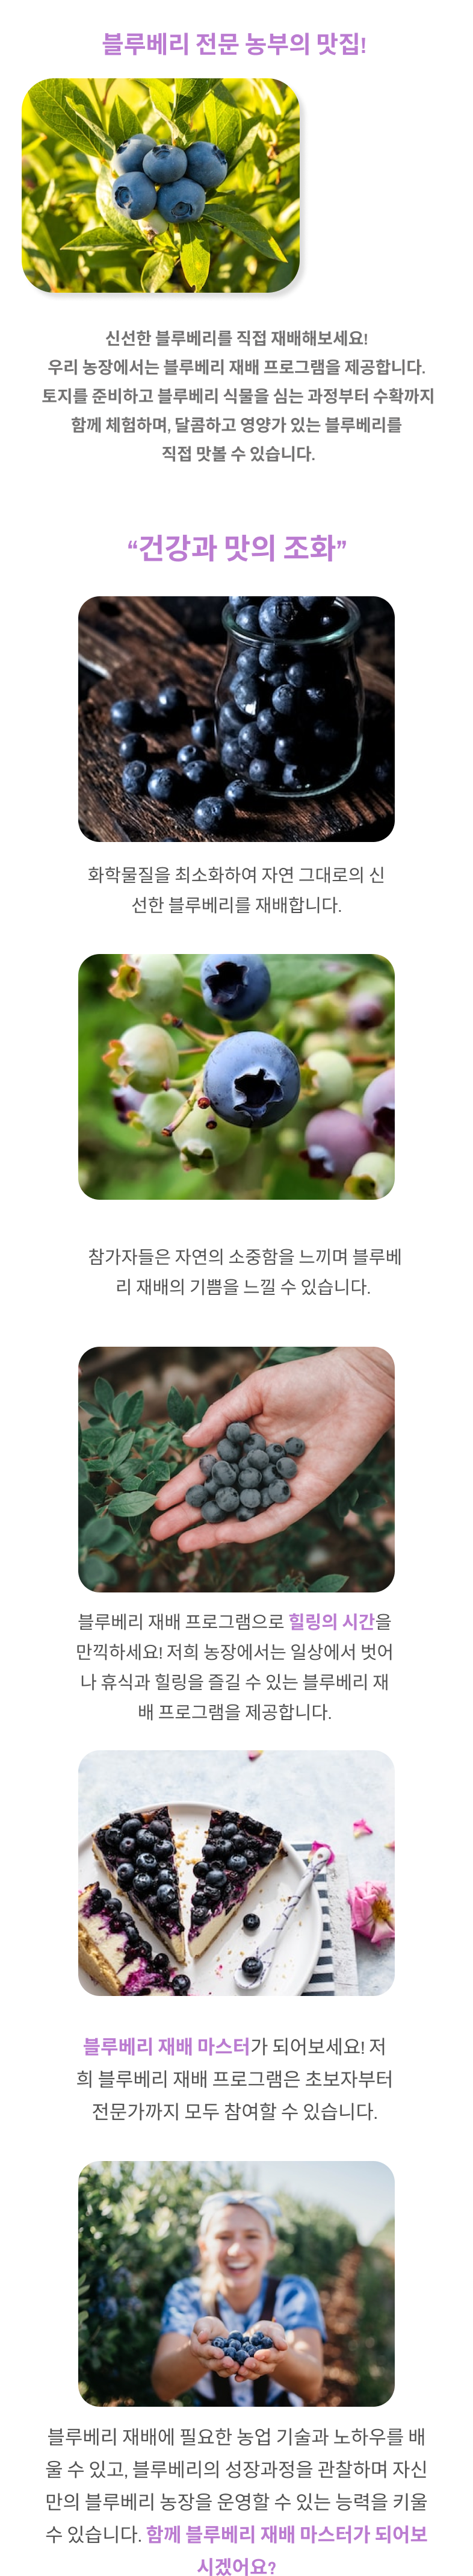 블루베리 전문 농부의 맛집!
신선한 블루베리를 직접 재배해보세요!
우리 농장에서는 블루베리 재배 프로그램을 제공합니다.
토지를 준비하고 블루베리 식물을 심는 과정부터 수확까지
함께 체험하며, 달콤하고 영양가 있는 블루베리를
직접 맛볼 수 있습니다.
“건강과 맛의 조화”
화학물질을 최소화하여 자연 그대로의 신
선한 블루베리를 재배합니다.
참가자들은 자연의 소중함을 느끼며 블루베
리 재배의 기쁨을 느낄 수 있습니다.
블루베리 재배 프로그램으로 힐링의 시간을
만끽하세요! 저희 농장에서는 일상에서 벗어
나 휴식과 힐링을 즐길 수 있는 블루베리 재
배 프로그램을 제공합니다.
블루베리 재배 마스터가 되어보세요! 저
희 블루베리 재배 프로그램은 초보자부터
전문가까지 모두 참여할 수 있습니다.
블루베리 재배에 필요한 농업 기술과 노하우를 배
울 수 있고, 블루베리의 성장과정을 관찰하며 자신
만의 블루베리 농장을 운영할 수 있는 능력을 키울
수 있습니다. 함께 블루베리 재배 마스터가 되어보
시겠어요?